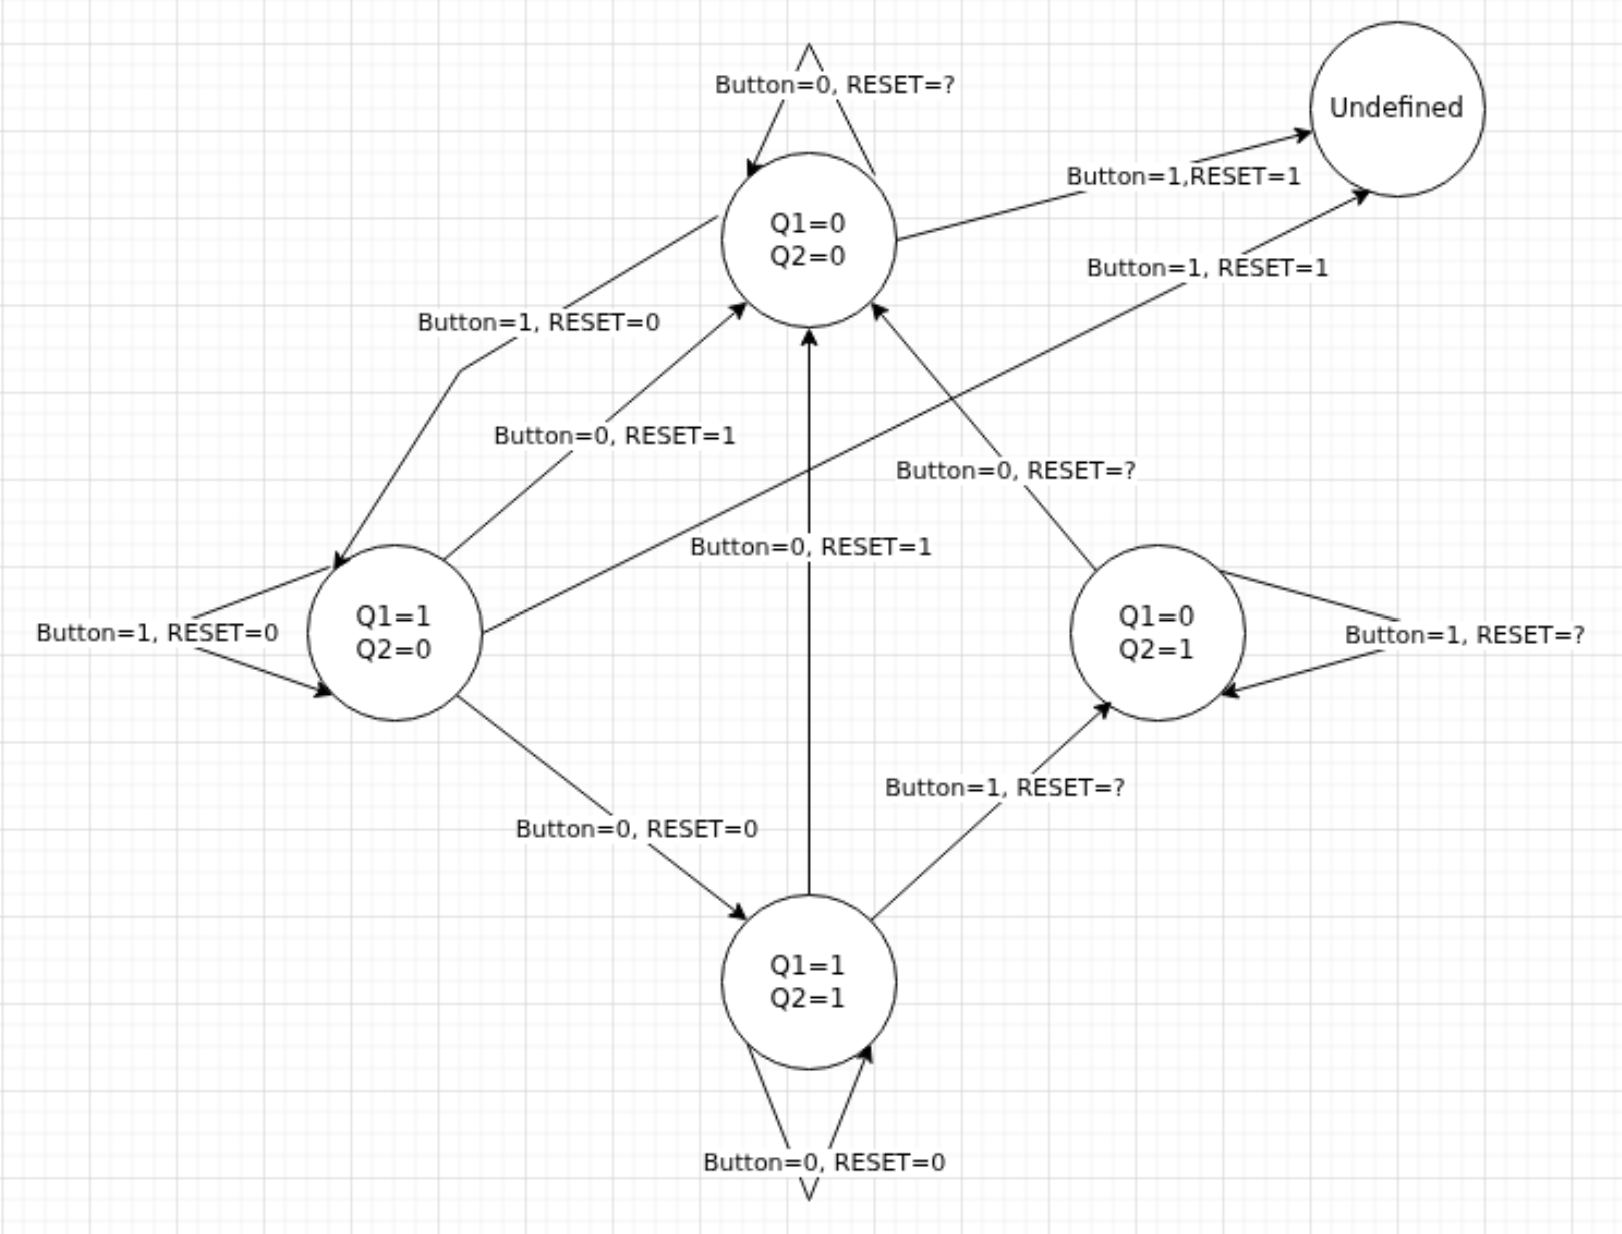 Button=0, RESET=?
Undefined
Button=1,RESET=1
Q1=0
Q2=0
Button=1, RESET=1
Button=1, RESET=0
Button=0, RESET=1
Button=0, RESET=?
Button=0, RESET=1
Q1=1
Q2=0
Button=1, RESET=0
Q1=0
Q2=1
Button=1, RESET=?
Button=1, RESET=?
Button=0, RESET=0
Q1=1
Q2=1
Button=0, RESET=0